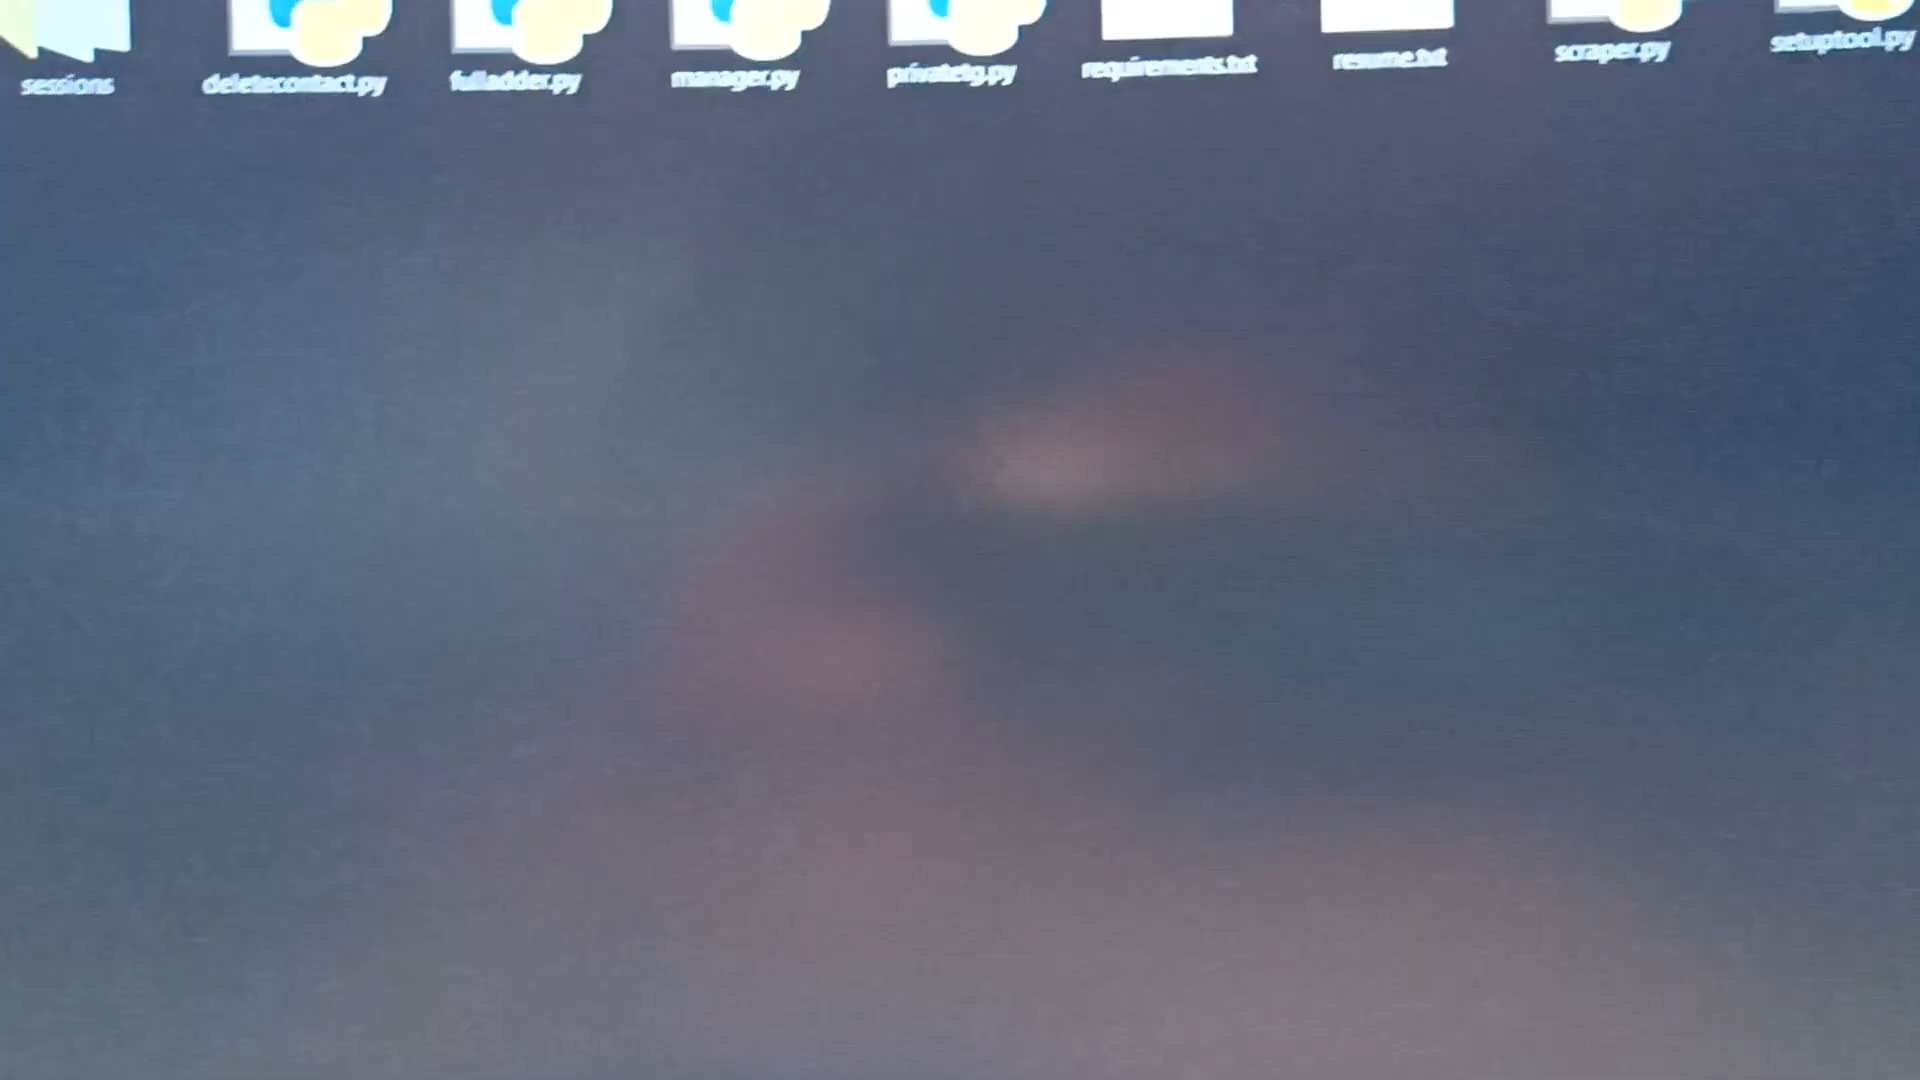 sessions
deletecontact.py
fulladder.py
manager.py
privatetg.py
requirements.txt
resume.txt
scraper.py
setuptool.py